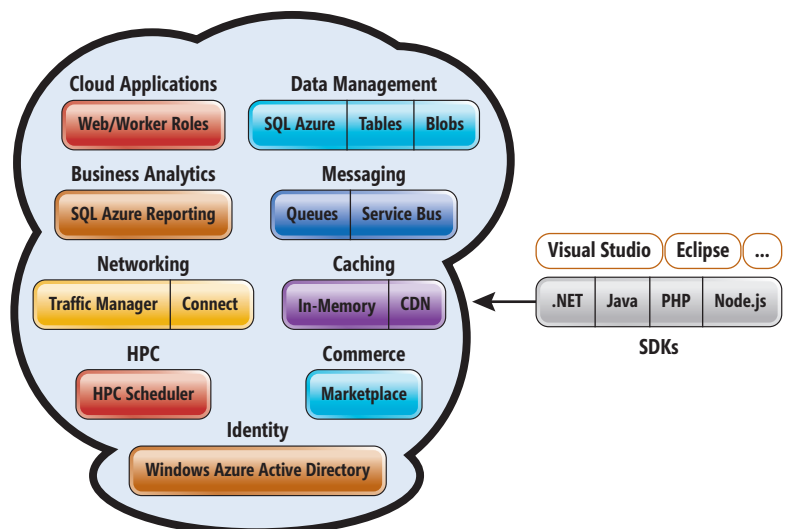 Cloud Applications
Web/Worker Roles
Data Management
SQL Azure
Tables
Blobs
Business Analytics
SQL Azure Reporting
Messaging
Queues
Service Bus
Networking
Traffic Manager
Connect
Caching
In-Memory
CDN
HPC
HPC Scheduler
Commerce
Marketplace
Identity
Windows Azure Active Directory
Visual Studio
Eclipse
...
.NET
Java
PHP
Node.js
SDKs